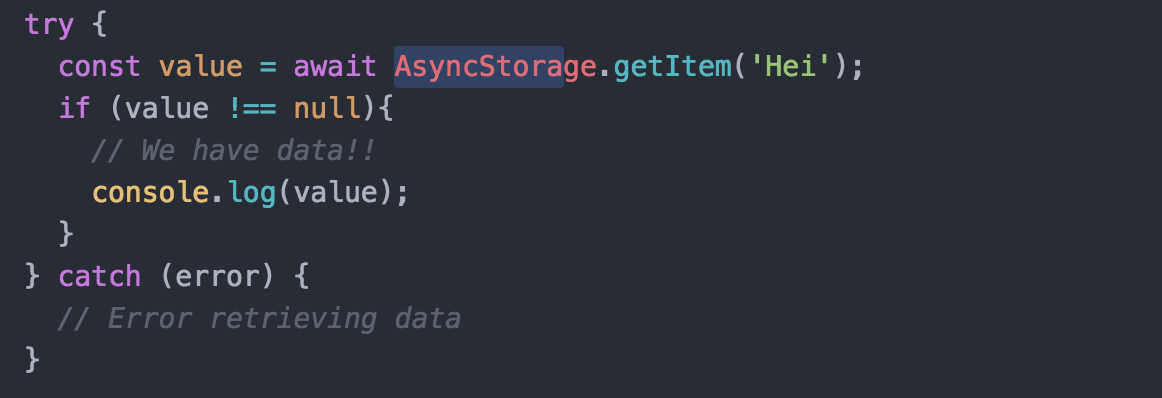 try {
  const value = await AsyncStorage.getItem('Hei');
  if (value !== null){
    // We have data!!
    console.log(value);
  }
} catch (error) {
  // Error retrieving data
}